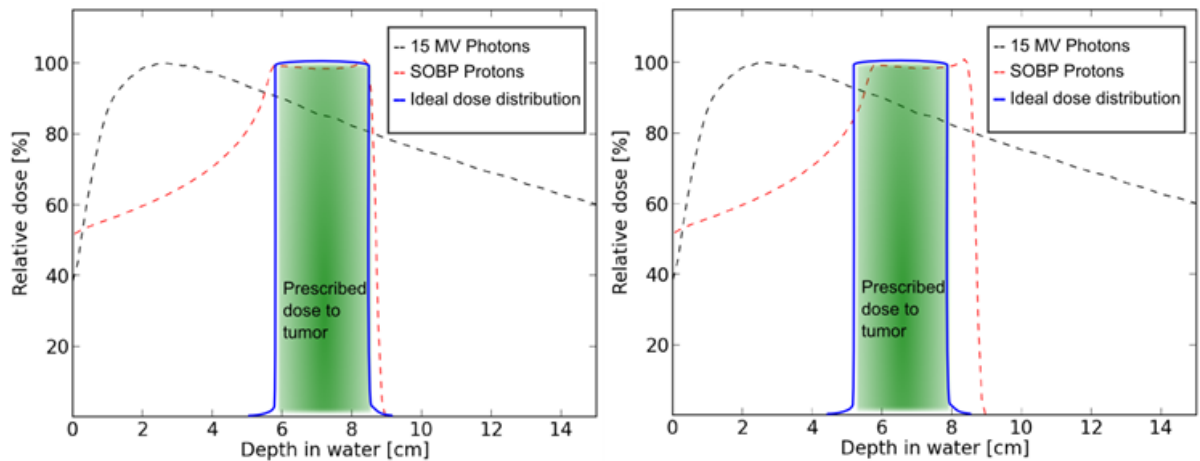 15 MV Photons
SOBP Protons
Ideal dose distribution
Relative dose [%]
100
80
60
40
20
Prescribed
dose to
tumor
0 2 4 6 8 10 12 14
Depth in water [cm]
15 MV Photons
SOBP Protons
Ideal dose distribution
Relative dose [%]
100
80
60
40
20
Prescribed
dose to
tumor
0 2 4 6 8 10 12 14
Depth in water [cm]